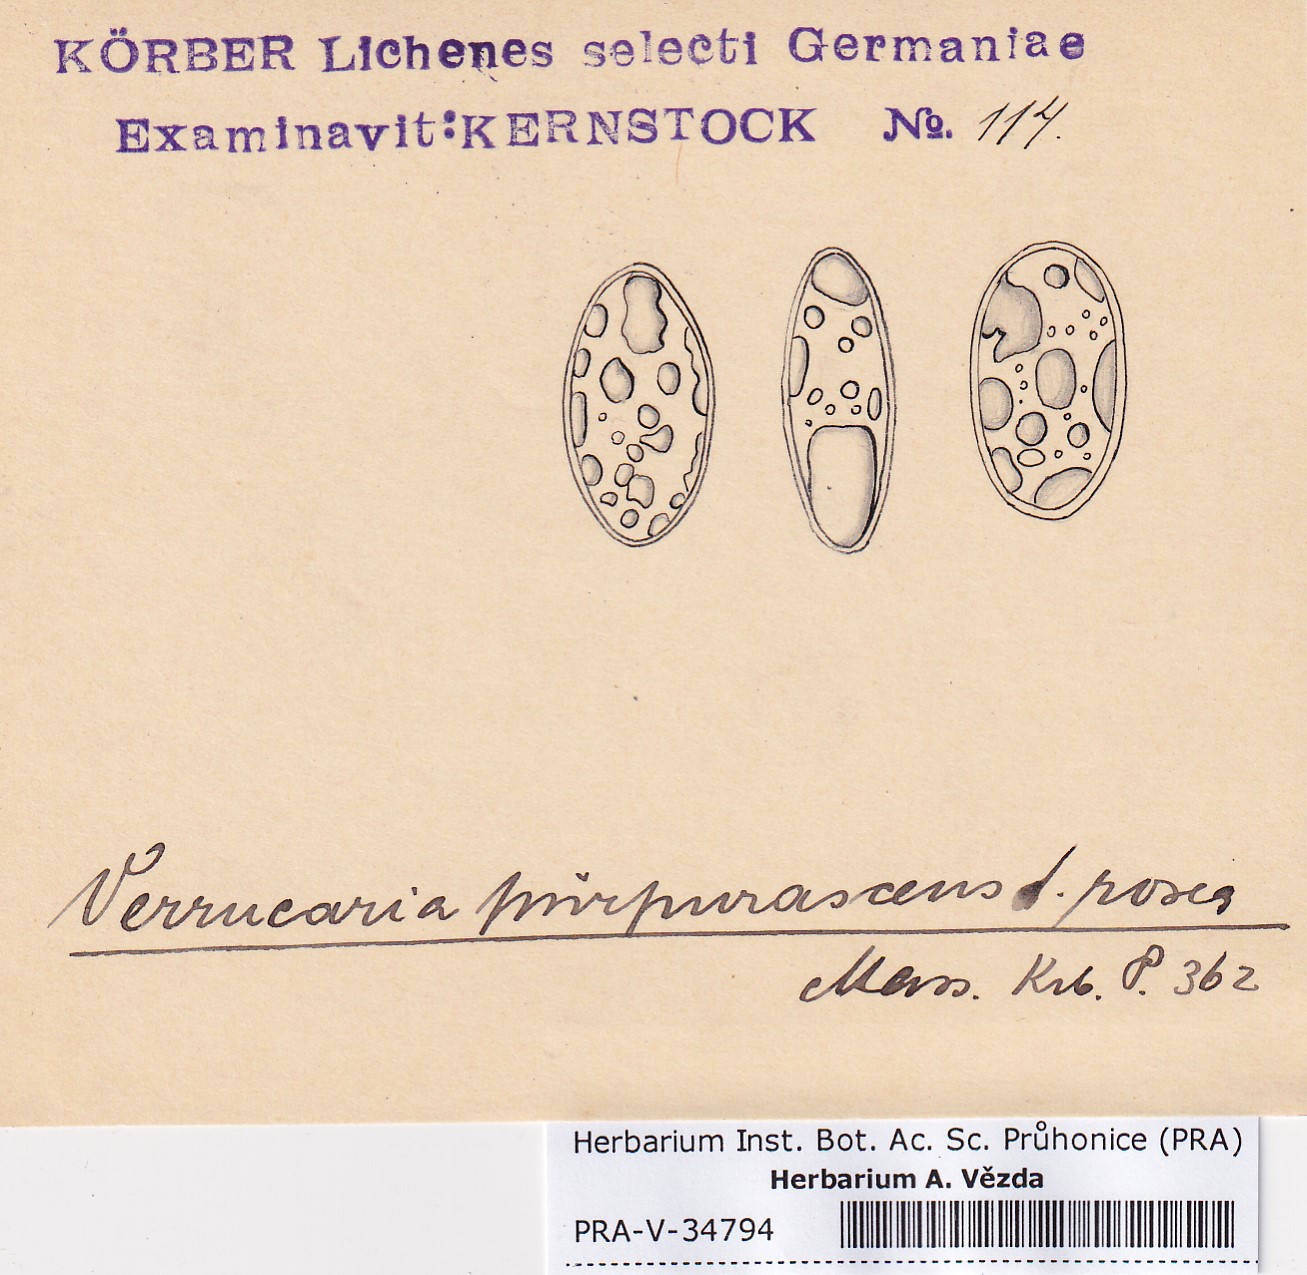 KÖRBER Lichenes selecti Germaniae
Examinavit: KERNSTOCK No. 114.
Verrucaria pŭrpurascens f. rosea
Mass. Krb. P. 362
Herbarium Inst. Bot. Ac. Sc. Průhonice (PRA)
Herbarium A. Vězda
PRA-V-34794